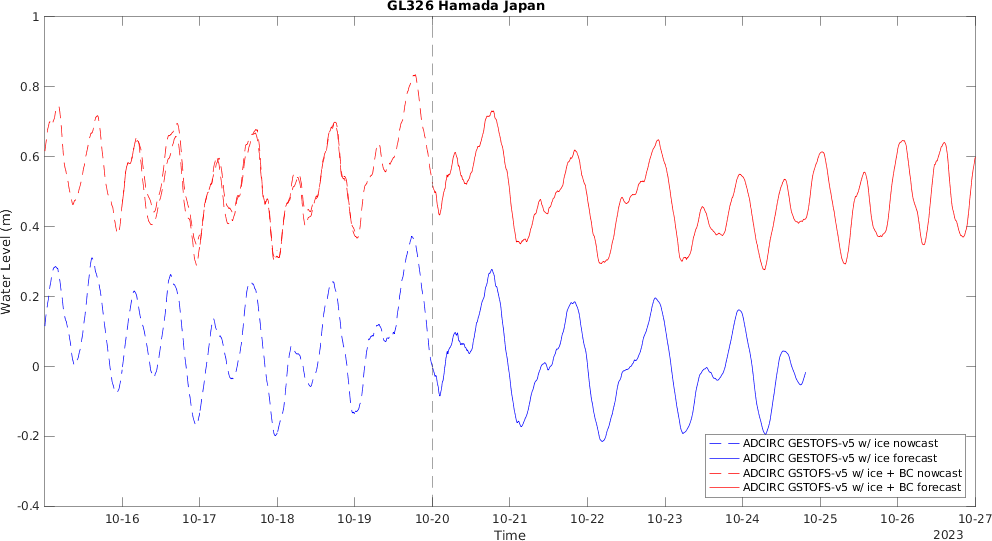 GL326 Hamada Japan
1
0.8
0.6
0.4
0.2
0
-0.2
-0.4
Water Level (m)
ADCIRC GESTOFS-v5 w/ ice nowcast
ADCIRC GESTOFS-v5 w/ ice forecast
ADCIRC GSTOFS-v5 w/ ice + BC nowcast
ADCIRC GSTOFS-v5 w/ ice + BC forecast
10-16 10-17 10-18 10-19 10-20 10-21 10-22 10-23 10-24 10-25 10-26 10-27
Time
2023